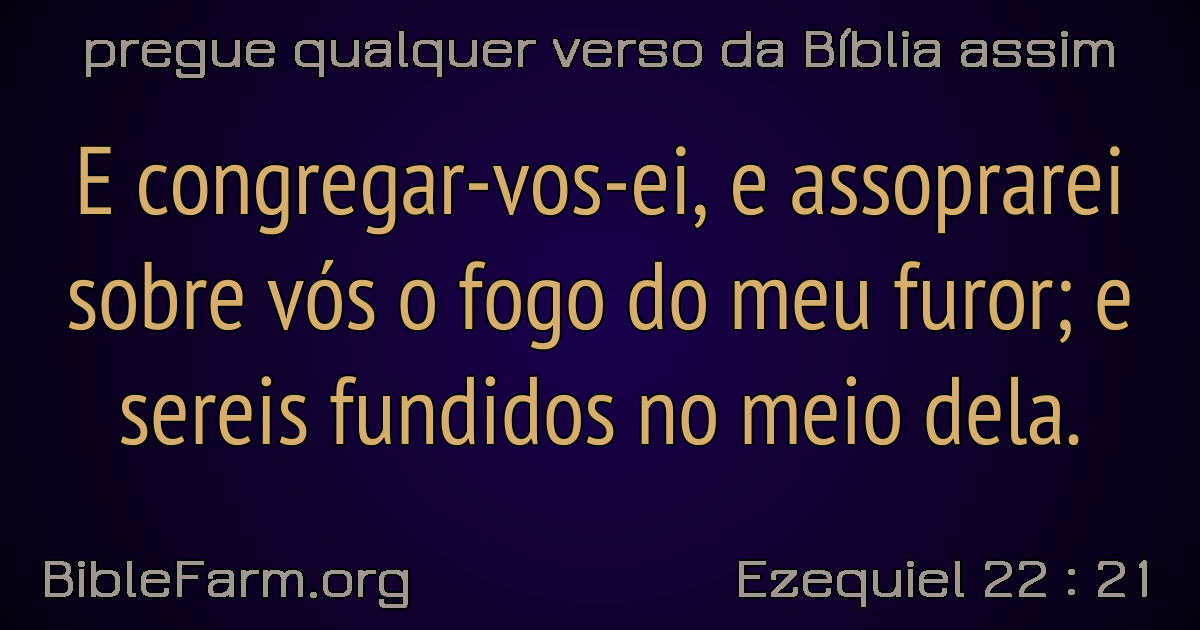 pregue qualquer verso da Bíblia assim
E congregar-vos-ei, e assoprarei
sobre vós o fogo do meu furor; e
sereis fundidos no meio dela.
BibleFarm.org
Ezequiel 22 : 21